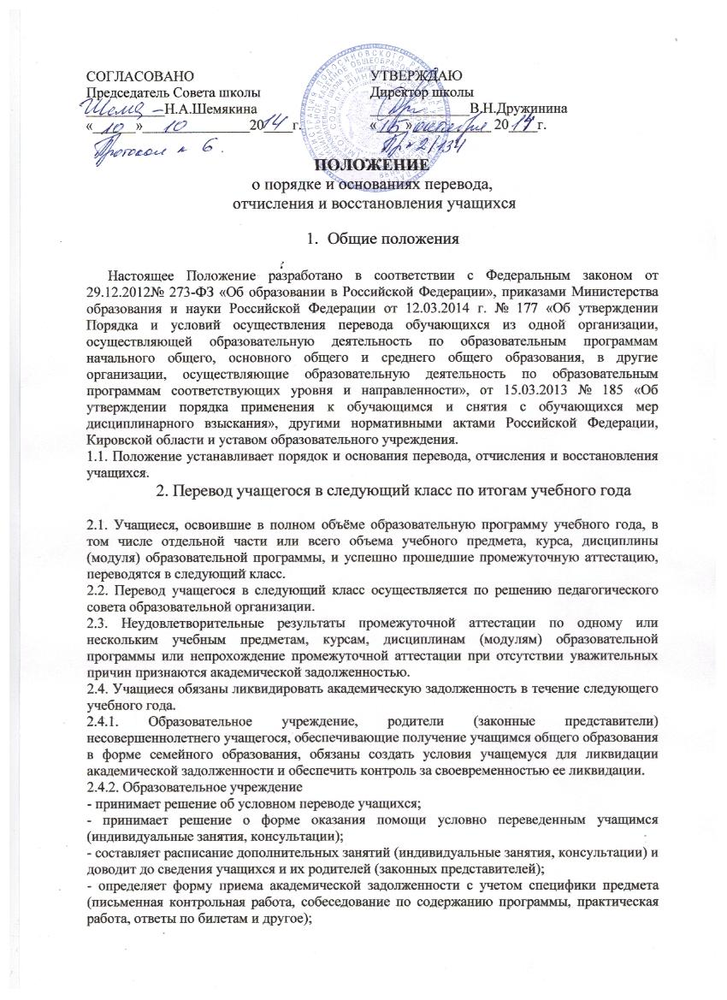 СОГЛАСОВАНО УТВЕРЖДАЮ
Председатель Совета школы Директор школы
Н.А.Шемякина В.Н.Дружинина
« 10 » 10 2014 г. « 15 » октября 2014 г.
Протокол № 6. Пр № 2/134
ПОЛОЖЕНИЕ
о порядке и основаниях перевода,
отчисления и восстановления учащихся
1. Общие положения
Настоящее Положение разработано в соответствии с Федеральным законом от
29.12.2012№ 273-ФЗ «Об образовании в Российской Федерации», приказами Министерства
образования и науки Российской Федерации от 12.03.2014 г. № 177 «Об утверждении
Порядка и условий осуществления перевода обучающихся из одной организации,
осуществляющей образовательную деятельность по образовательным программам
начального общего, основного общего и среднего общего образования, в другие
организации, осуществляющие образовательную деятельность по образовательным
программам соответствующих уровня и направленности», от 15.03.2013 № 185 «Об
утверждении порядка применения к обучающимся и снятия с обучающихся мер
дисциплинарного взыскания», другими нормативными актами Российской Федерации,
Кировской области и уставом образовательного учреждения.
1.1. Положение устанавливает порядок и основания перевода, отчисления и восстановления
учащихся.
2. Перевод учащегося в следующий класс по итогам учебного года
2.1. Учащиеся, освоившие в полном объёме образовательную программу учебного года, в
том числе отдельной части или всего объема учебного предмета, курса, дисциплины
(модуля) образовательной программы, и успешно прошедшие промежуточную аттестацию,
переводятся в следующий класс.
2.2. Перевод учащегося в следующий класс осуществляется по решению педагогического
совета образовательной организации.
2.3. Неудовлетворительные результаты промежуточной аттестации по одному или
нескольким учебным предметам, курсам, дисциплинам (модулям) образовательной
программы или непрохождение промежуточной аттестации при отсутствии уважительных
причин признаются академической задолженностью.
2.4. Учащиеся обязаны ликвидировать академическую задолженность в течение следующего
учебного года.
2.4.1. Образовательное учреждение, родители (законные представители)
несовершеннолетнего учащегося, обеспечивающие получение учащимся общего образования
в форме семейного образования, обязаны создать условия учащемуся для ликвидации
академической задолженности и обеспечить контроль за своевременностью ее ликвидации.
2.4.2. Образовательное учреждение
- принимает решение об условном переводе учащихся;
- принимает решение о форме оказания помощи условно переведенным учащимся
(индивидуальные занятия, консультации);
- составляет расписание дополнительных занятий (индивидуальные занятия, консультации) и
доводит до сведения учащихся и их родителей (законных представителей);
- определяет форму приема академической задолженности с учетом специфики предмета
(письменная контрольная работа, собеседование по содержанию программы, практическая
работа, ответы по билетам и другое);